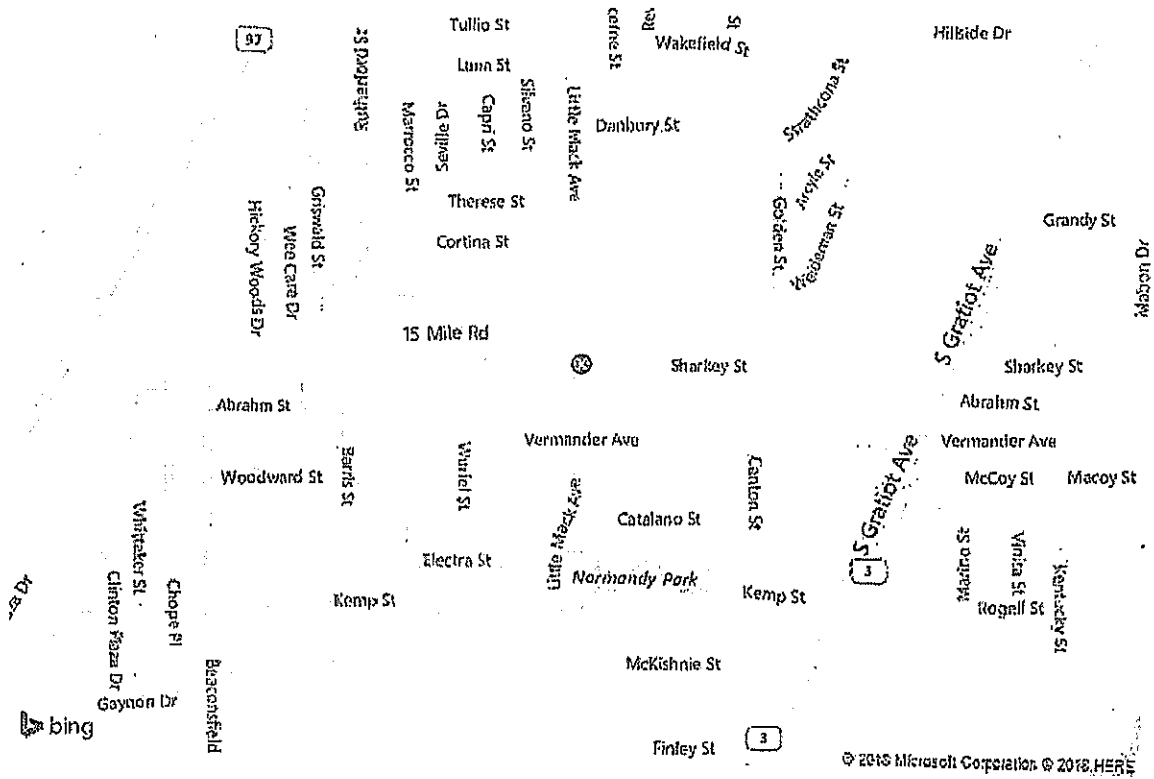 Tullio St
Wakefield St
St
Hillside Dr
97
Rutherford St
Luna St
Silvano St
Little Mack Ave
Strathcona St
Marrocco St
Seville Dr
Capri St
Danbury St
Argyle St
Griswald St
Therese St
Golden St
Weiderman St
Grandy St
Hickory Woods Dr
Wee Care Dr
Cortina St
S Gratiot Ave
Mabon Dr
15 Mile Rd
Sharkey St
Sharkey St
Abrahm St
Abrahm St
Vermander Ave
Vermander Ave
Woodward St
Barris St
Wuriel St
Canton St
S Gratiot Ave
McCoy St
Macoy St
Little Mack Ave
Catalano St
Whittaker St
Clinton Plaza Dr
Chope Pl
Electra St
Normandy Park
3
Vinita St
Kentucky St
Kemp St
Kemp St
Rogell St
Dr
McKishnie St
Gaynon Dr
Beaconsfield
bing
Finley St
3
© 2018 Microsoft Corporation © 2018 HERE